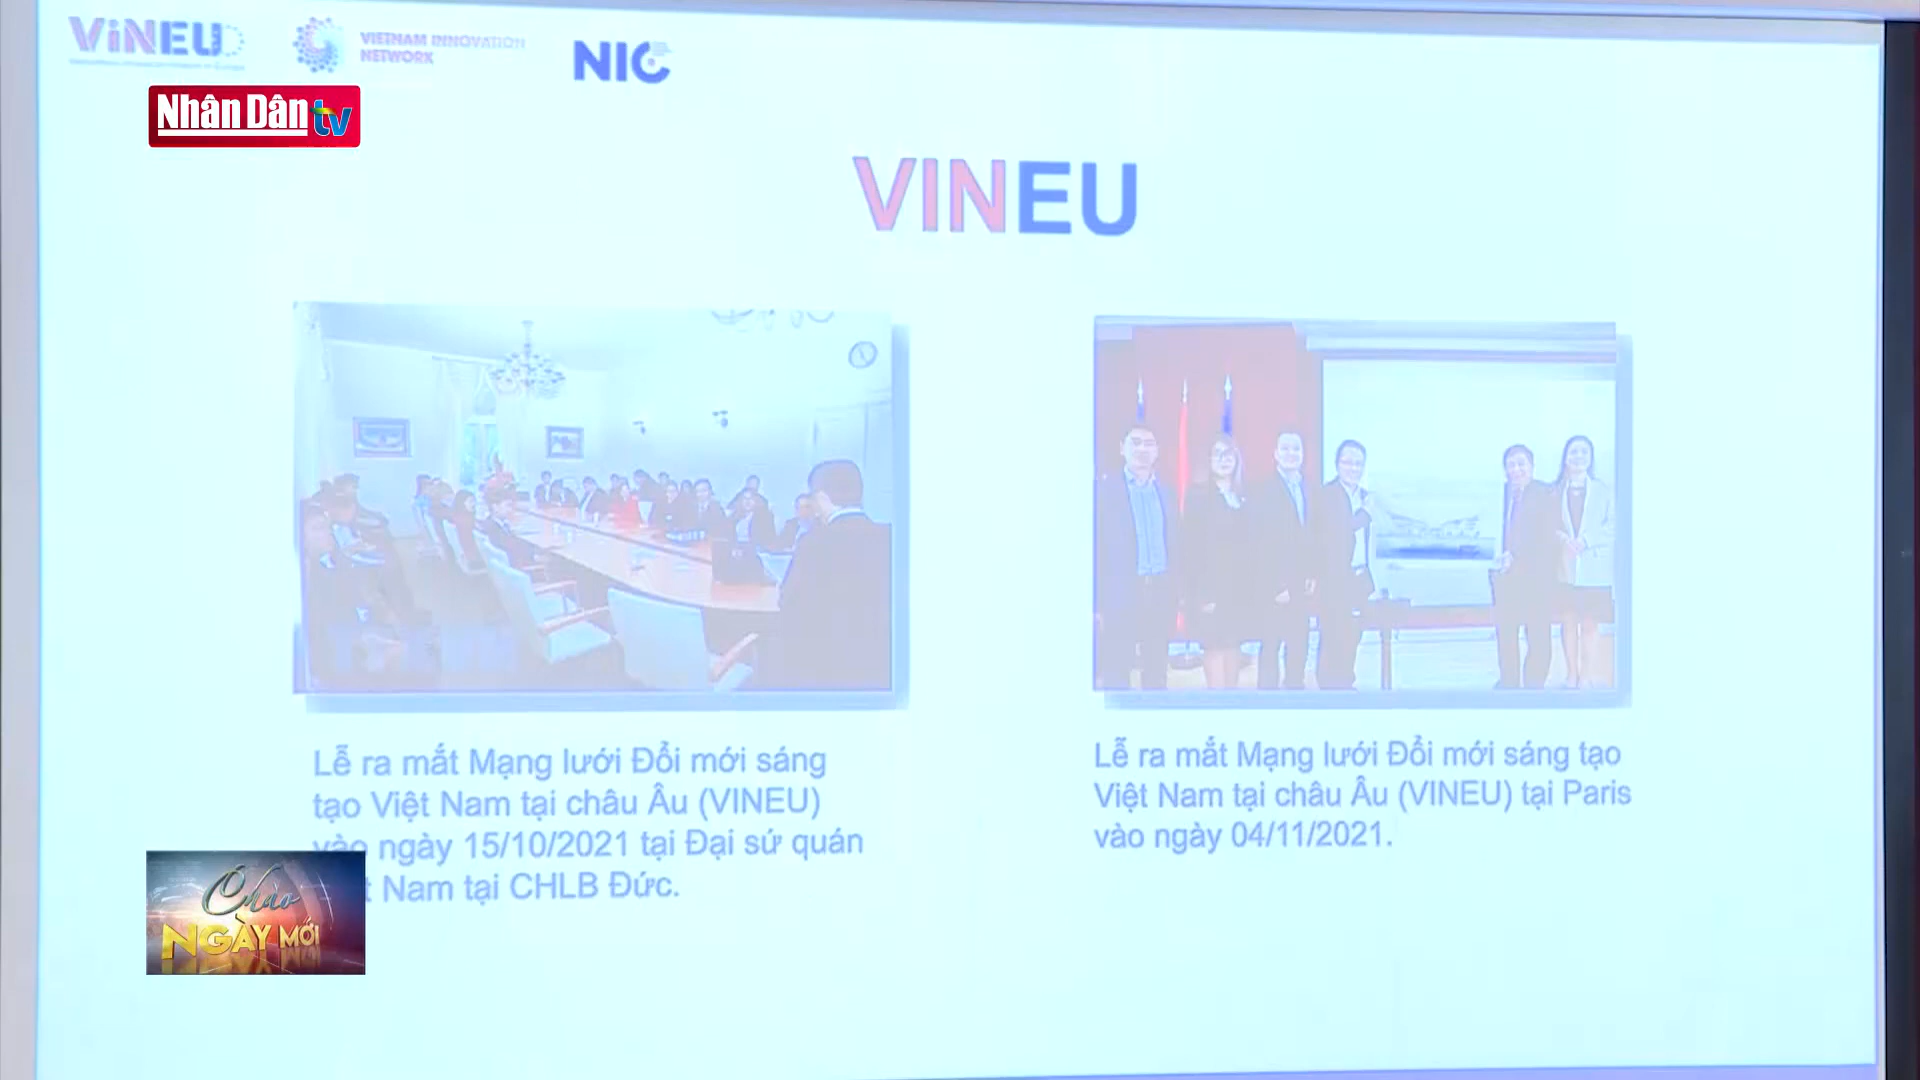 ViNEU
VIETNAM INNOVATION
NETWORK
NIC
Nhân Dân tv
VINEU
Lễ ra mắt Mạng lưới Đổi mới sáng
tạo Việt Nam tại châu Âu (VINEU)
vào ngày 15/10/2021 tại Đại sứ quán
t Nam tại CHLB Đức.
Lễ ra mắt Mạng lưới Đổi mới sáng tạo
Việt Nam tại châu Âu (VINEU) tại Paris
vào ngày 04/11/2021.
Chào
NGÀY MỚI